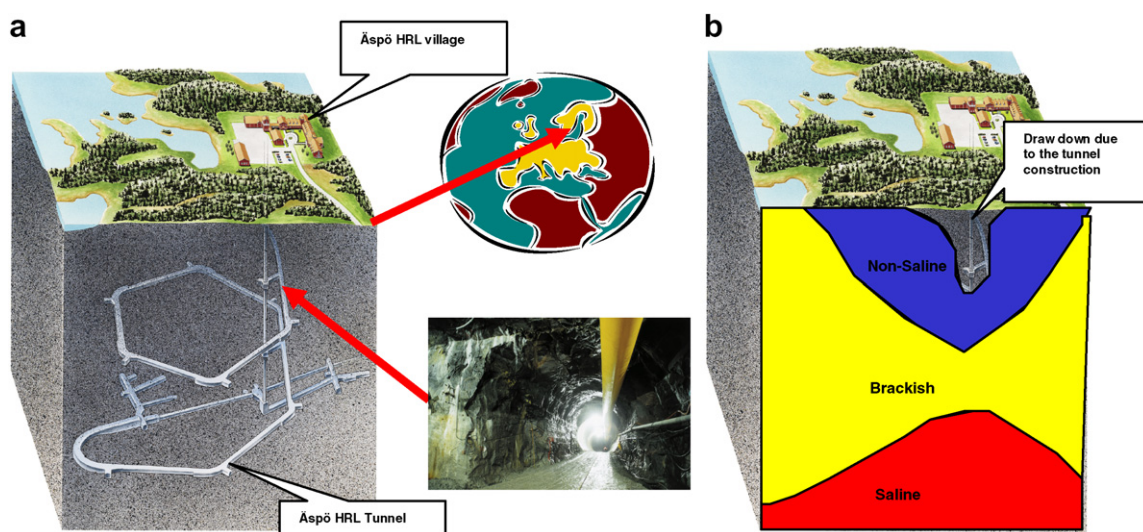 a
Äspö HRL village
Äspö HRL Tunnel
b
Draw down due
to the tunnel
construction
Non-Saline
Brackish
Saline